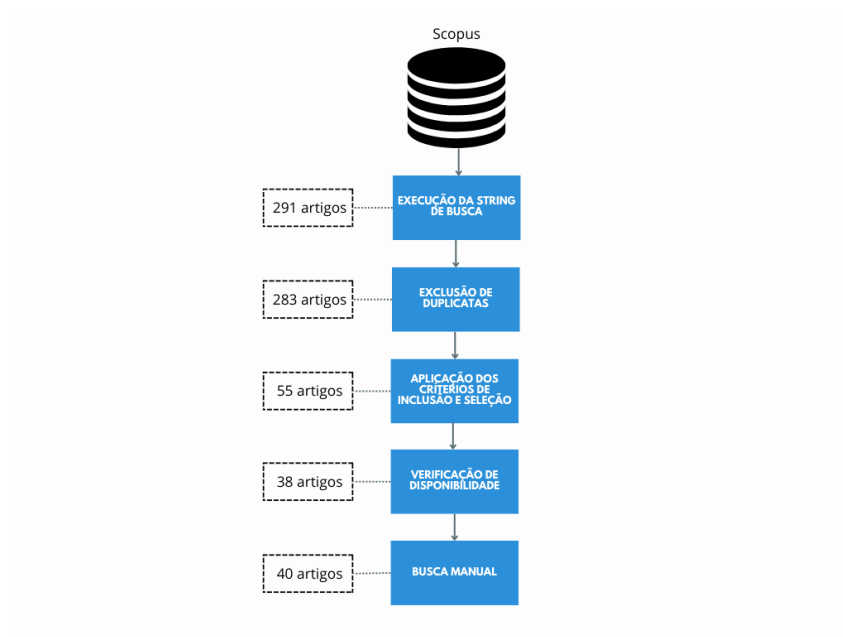 Scopus
291 artigos
EXECUÇÃO DA STRING
DE BUSCA
283 artigos
EXCLUSÃO DE
DUPLICATAS
55 artigos
APLICAÇÃO DOS
CRITÉRIOS DE
INCLUSÃO E SELEÇÃO
38 artigos
VERIFICAÇÃO DE
DISPONIBILIDADE
40 artigos
BUSCA MANUAL